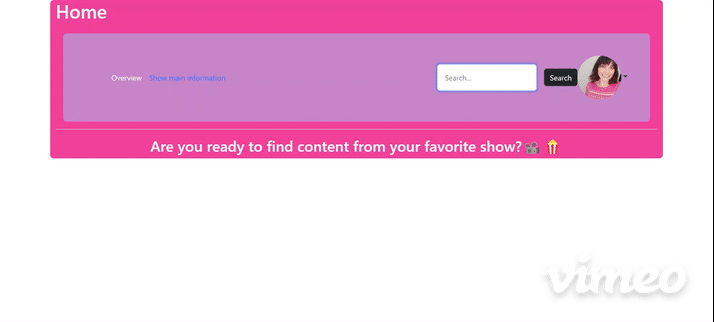 Home
Overview Show main information Search... Search
Are you ready to find content from your favorite show?
vimeo